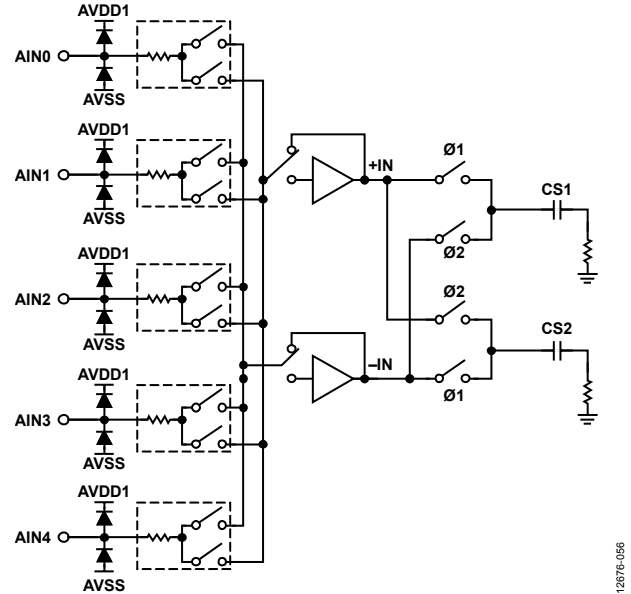 AVDD1
AIN0
AVSS
AVDD1
AIN1
AVSS
+IN
Ø1
CS1
Ø2
AVDD1
AIN2
AVSS
Ø2
CS2
–IN
Ø1
AVDD1
AIN3
AVSS
AVDD1
AIN4
AVSS
12676-056